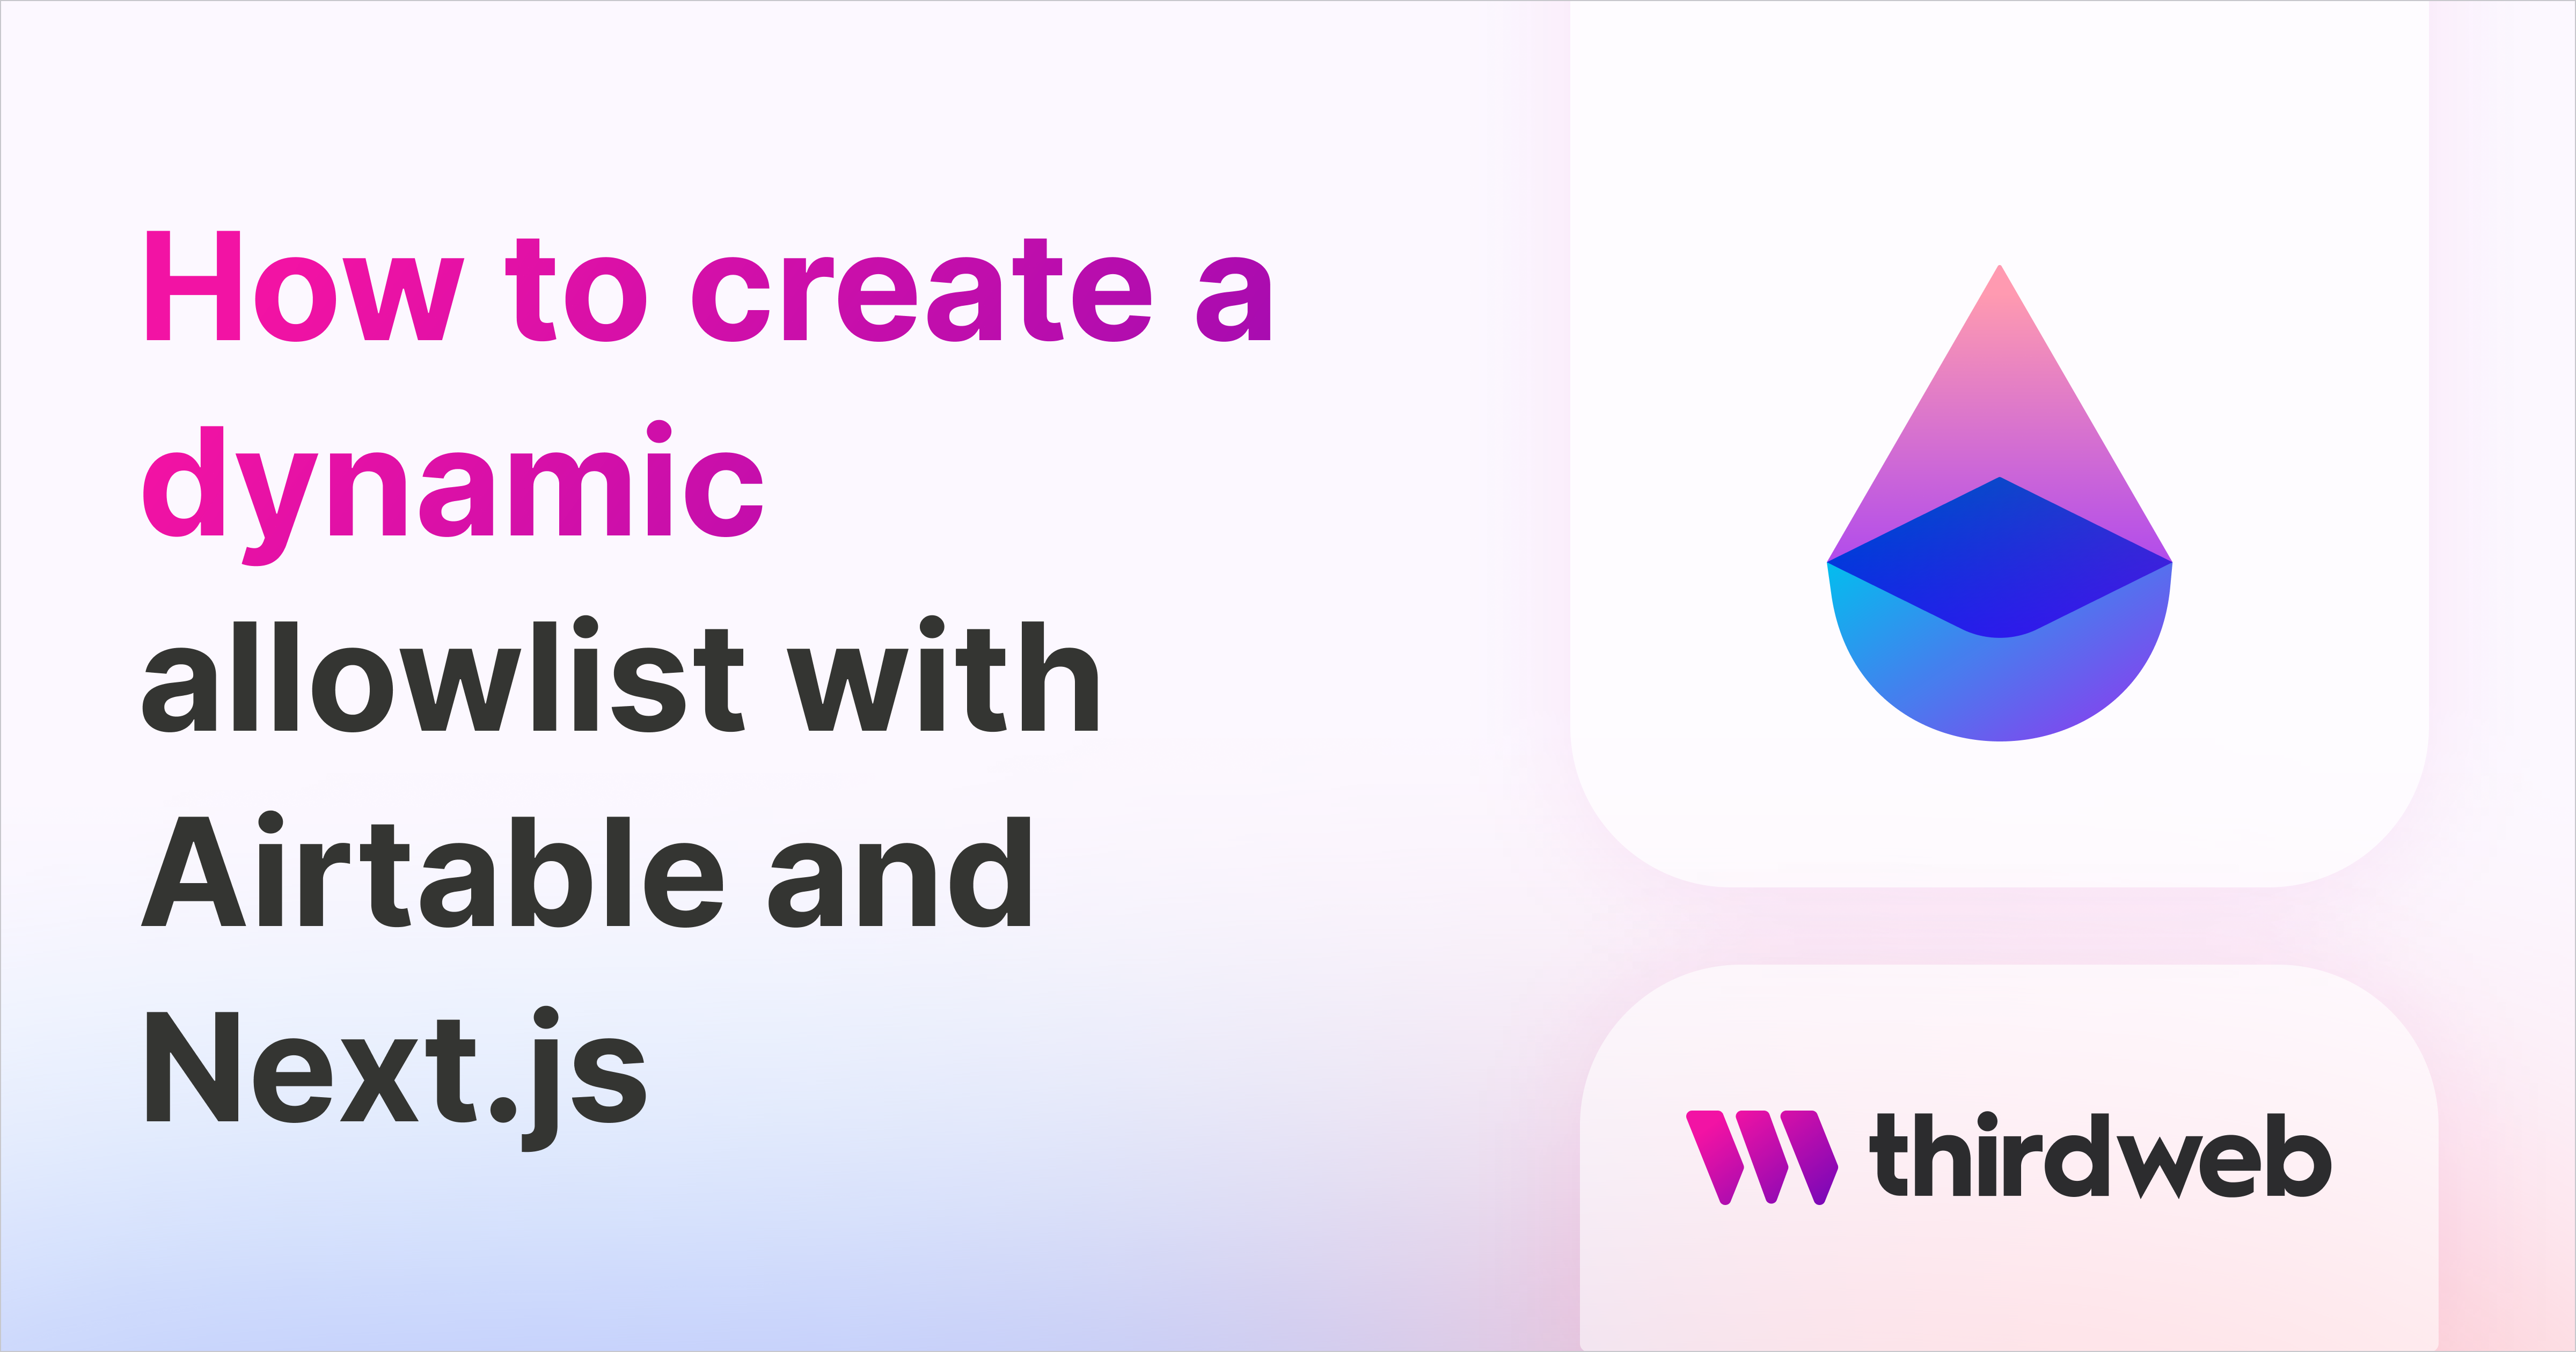 How to create a
dynamic
allowlist with
Airtable and
Next.js
thirdweb